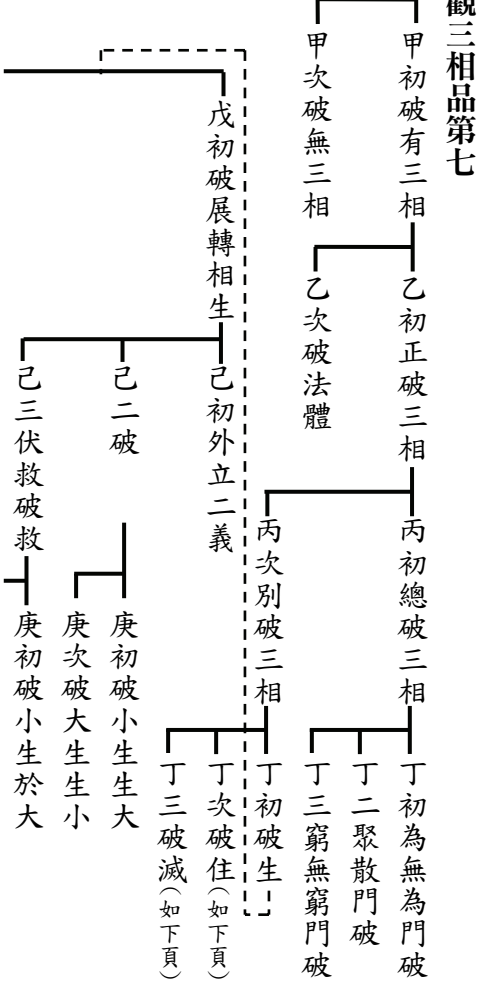 觀三相品第七
甲初破有三相
甲次破無三相
乙初正破三相
乙次破法體
丙初總破三相
丙次別破三相
丁初為無為門破
丁二聚散門破
丁三窮無窮門破
丁初破生
丁次破住（如下頁）
丁三破滅（如下頁）
戊初破展轉相生
己初外立二義
己二破
己三伏救破救
庚初破小生生大
庚次破大生生小
庚初破小生於大